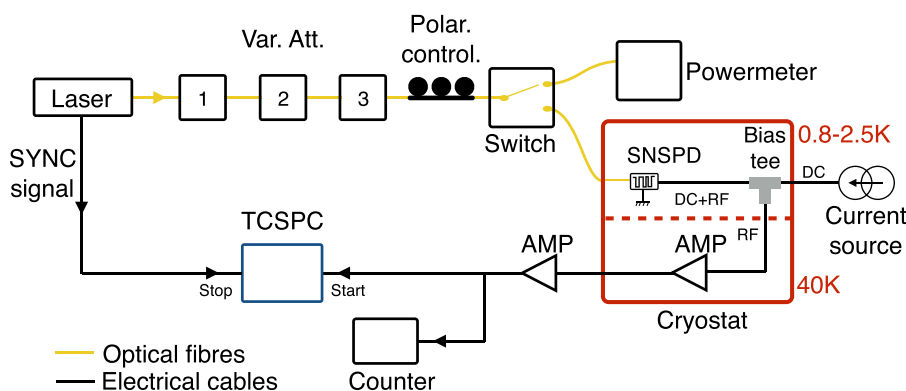 Var. Att.
Polar.
control.
Laser
1
2
3
Powermeter
Switch
SYNC
signal
SNSPD
Bias
tee
0.8-2.5K
DC
DC+RF
Current
source
RF
TCSPC
AMP
AMP
Stop
Start
40K
Cryostat
Counter
Optical fibres
Electrical cables